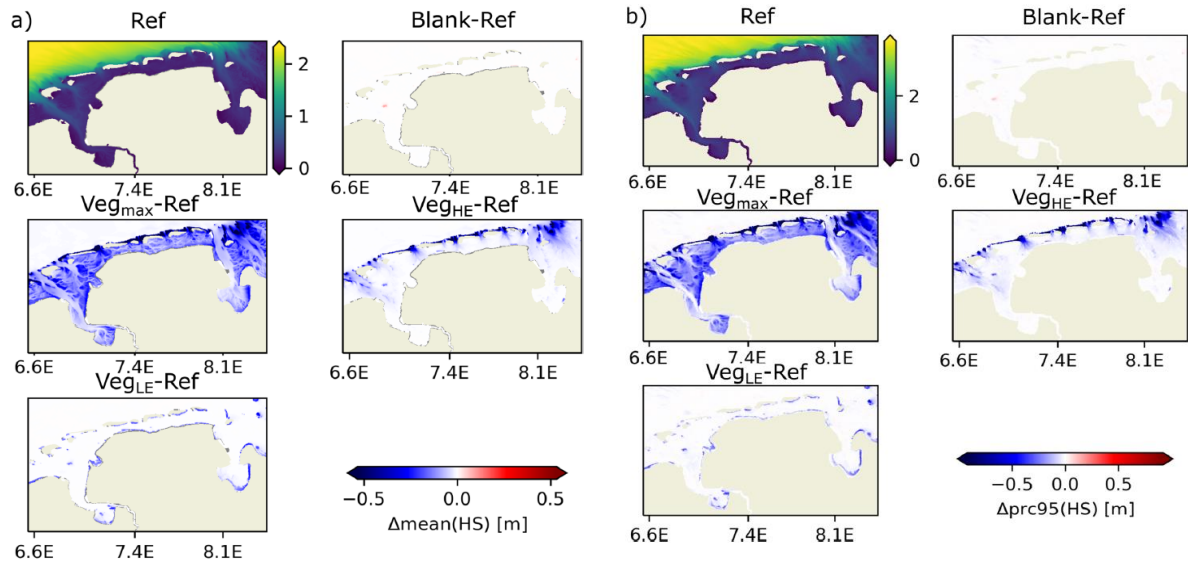 a)
Ref
Blank-Ref
2
1
0
6.6E 7.4E 8.1E
6.6E 7.4E 8.1E
Vegmax-Ref
VegHE-Ref
6.6E 7.4E 8.1E
6.6E 7.4E 8.1E
VegLE-Ref
6.6E 7.4E 8.1E
−0.5 0.0 0.5
Δmean(HS) [m]
b)
Ref
Blank-Ref
2
0
6.6E 7.4E 8.1E
6.6E 7.4E 8.1E
Vegmax-Ref
VegHE-Ref
6.6E 7.4E 8.1E
6.6E 7.4E 8.1E
VegLE-Ref
6.6E 7.4E 8.1E
−0.5 0.0 0.5
Δprc95(HS) [m]